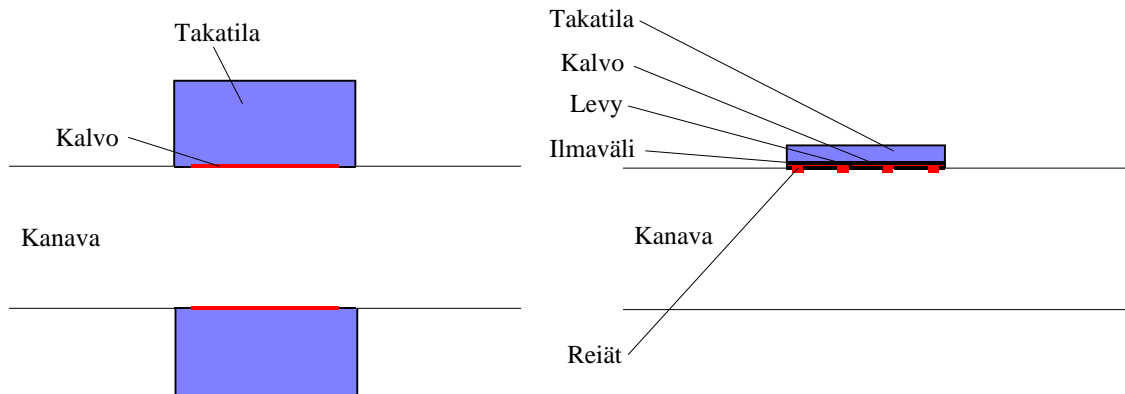 Takatila
Kalvo
Kanava
Takatila
Kalvo
Levy
Ilmaväli
Kanava
Reiät